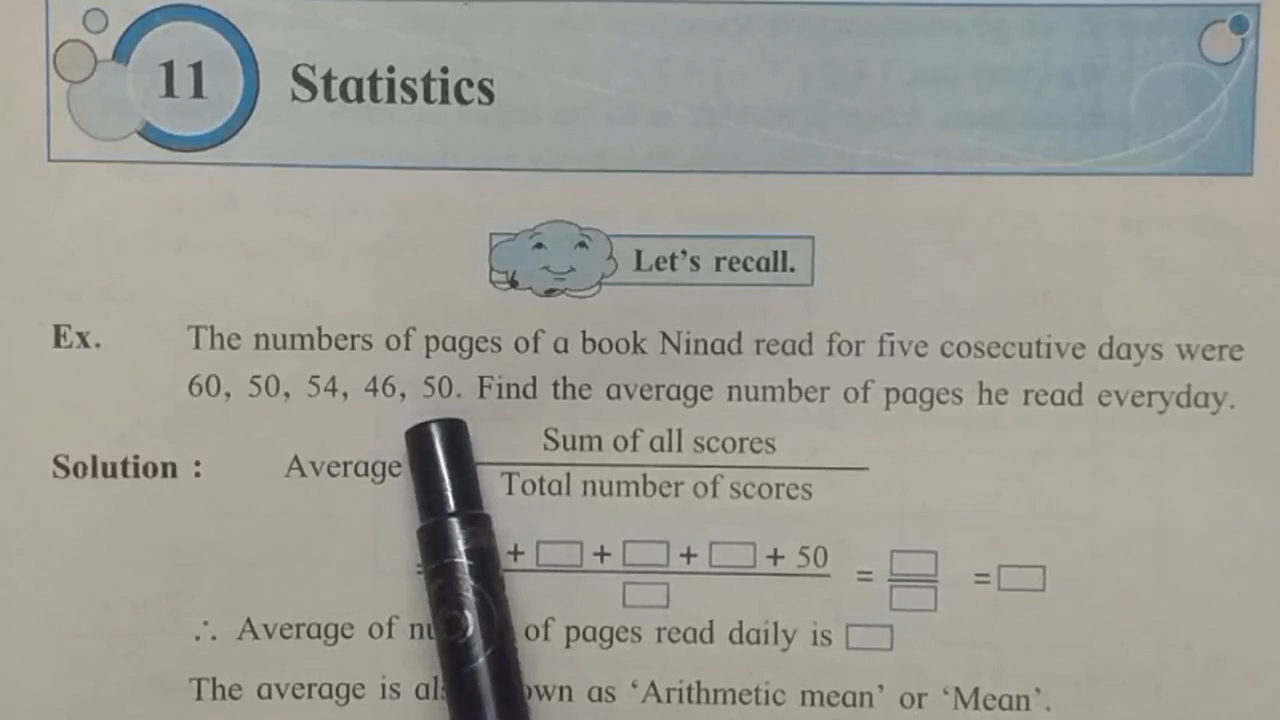 11 Statistics
Let's recall.
Ex. The numbers of pages of a book Ninad read for five cosecutive days were
60, 50, 54, 46, 50. Find the average number of pages he read everyday.
Solution : Average Sum of all scores
Total number of scores
+ □ + □ + □ + 50 = □ = □
□ □
∴ Average of of pages read daily is □
The average is as 'Arithmetic mean' or 'Mean'.